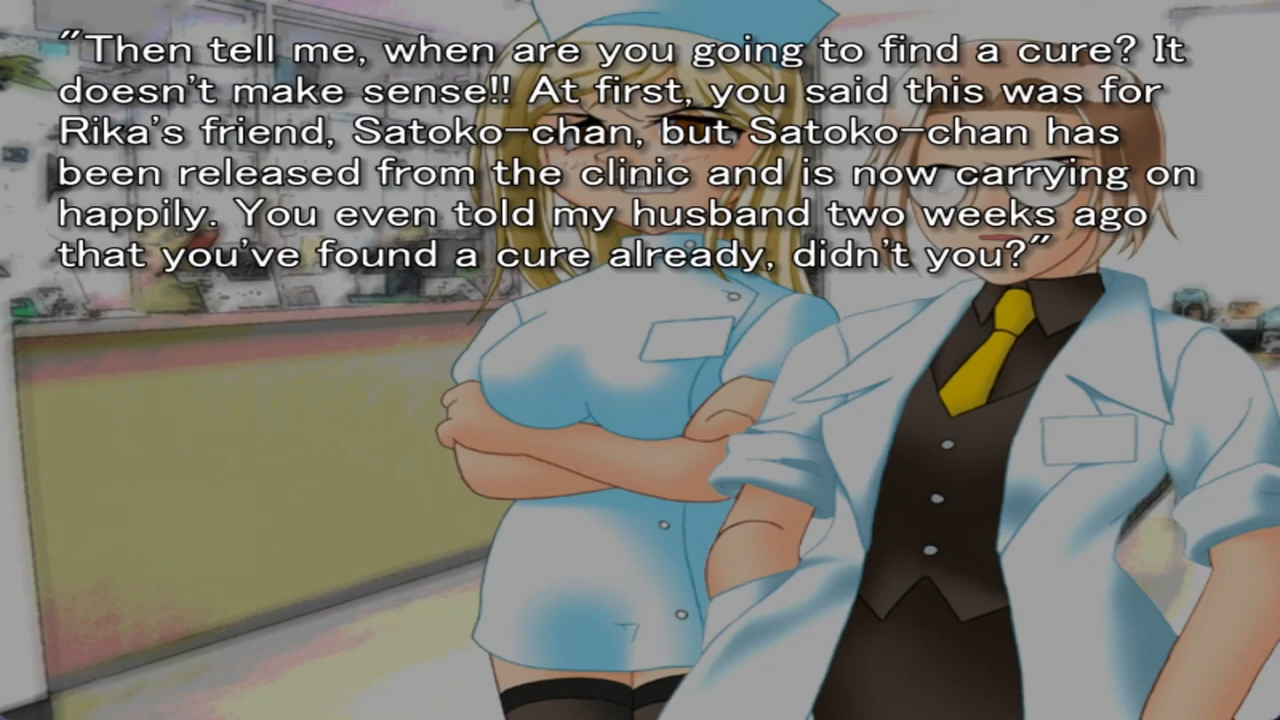 "Then tell me, when are you going to find a cure? It
doesn't make sense!! At first, you said this was for
Rika's friend, Satoko-chan, but Satoko-chan has
been released from the clinic and is now carrying on
happily. You even told my husband two weeks ago
that you've found a cure already, didn't you?"